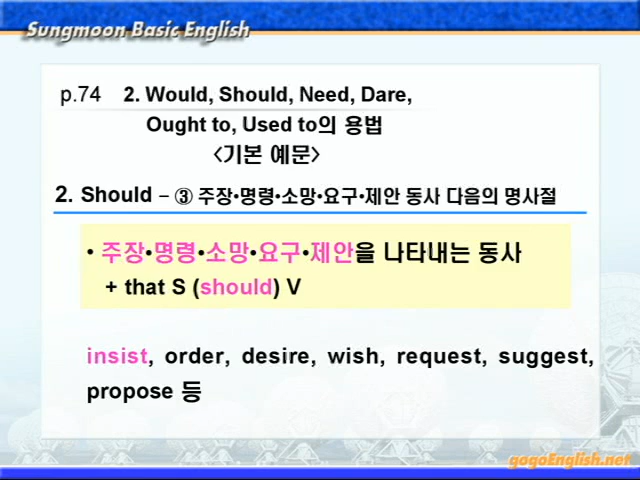 Sungmoon Basic English
p.74 2. Would, Should, Need, Dare,
Ought to, Used to의 용법
<기본 예문>
2. Should – ③ 주장•명령•소망•요구•제안 동사 다음의 명사절
• 주장•명령•소망•요구•제안을 나타내는 동사
+ that S (should) V
insist, order, desire, wish, request, suggest,
propose 등
gogoEnglish.net